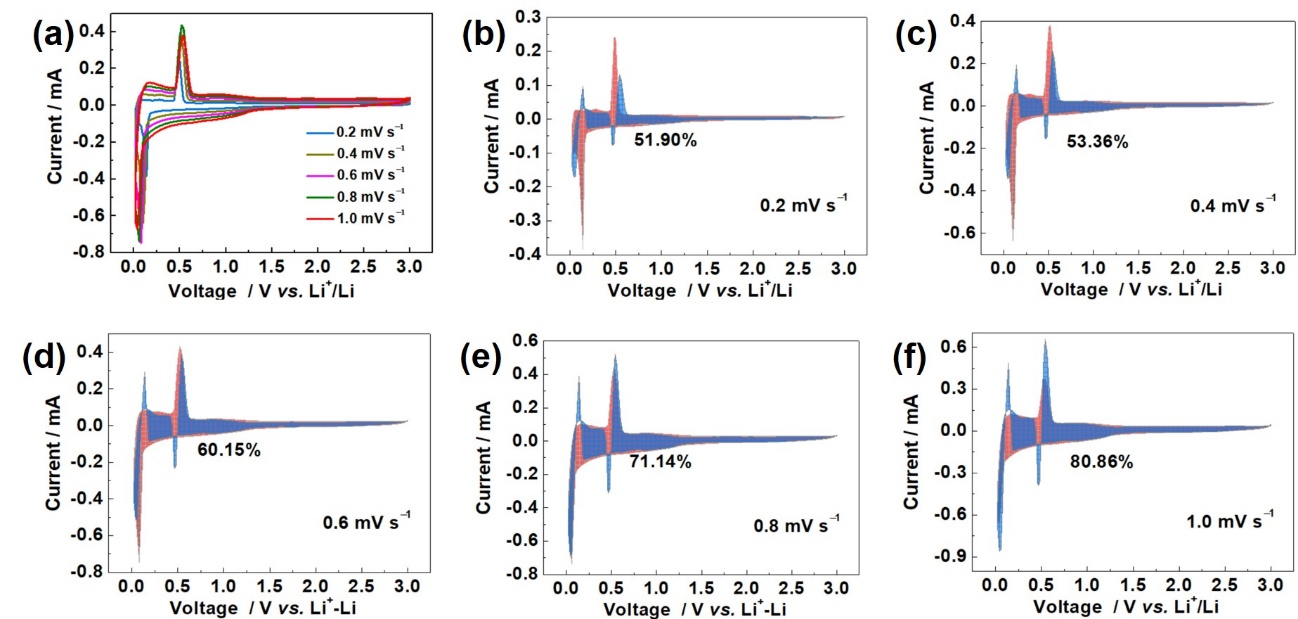 (a)
Current / mA
0.4
0.2
0.0
-0.2
-0.4
-0.6
-0.8
0.2 mV s⁻¹
0.4 mV s⁻¹
0.6 mV s⁻¹
0.8 mV s⁻¹
1.0 mV s⁻¹
0.0 0.5 1.0 1.5 2.0 2.5 3.0
Voltage / V vs. Li⁺/Li
(b)
Current / mA
0.3
0.2
0.1
0.0
-0.1
-0.2
-0.3
-0.4
51.90%
0.2 mV s⁻¹
0.0 0.5 1.0 1.5 2.0 2.5 3.0
Voltage / V vs. Li⁺/Li
(c)
Current / mA
0.4
0.2
0.0
-0.2
-0.4
-0.6
53.36%
0.4 mV s⁻¹
0.0 0.5 1.0 1.5 2.0 2.5 3.0
Voltage / V vs. Li⁺/Li
(d)
Current / mA
0.4
0.2
0.0
-0.2
-0.4
-0.6
-0.8
60.15%
0.6 mV s⁻¹
0.0 0.5 1.0 1.5 2.0 2.5 3.0
Voltage / V vs. Li⁺-Li
(e)
Current / mA
0.6
0.4
0.2
0.0
-0.2
-0.4
-0.6
-0.8
71.14%
0.8 mV s⁻¹
0.0 0.5 1.0 1.5 2.0 2.5 3.0
Voltage / V vs. Li⁺-Li
(f)
Current / mA
0.6
0.3
0.0
-0.3
-0.6
-0.9
80.86%
1.0 mV s⁻¹
0.0 0.5 1.0 1.5 2.0 2.5 3.0
Voltage / V vs. Li⁺/Li